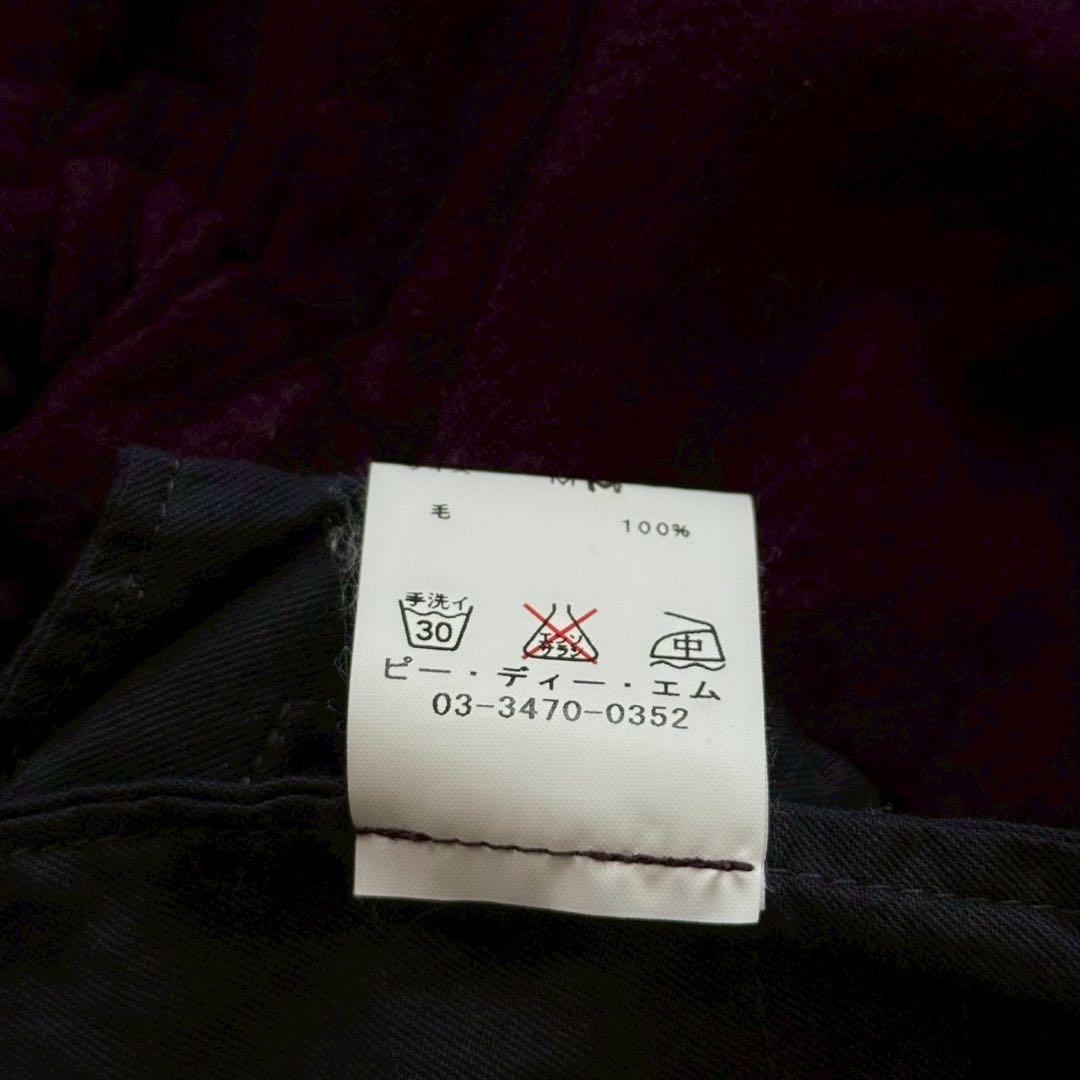 毛 100%
手洗イ
30
エンソ
サラシ
中
ピー・ディー・エム
03-3470-0352